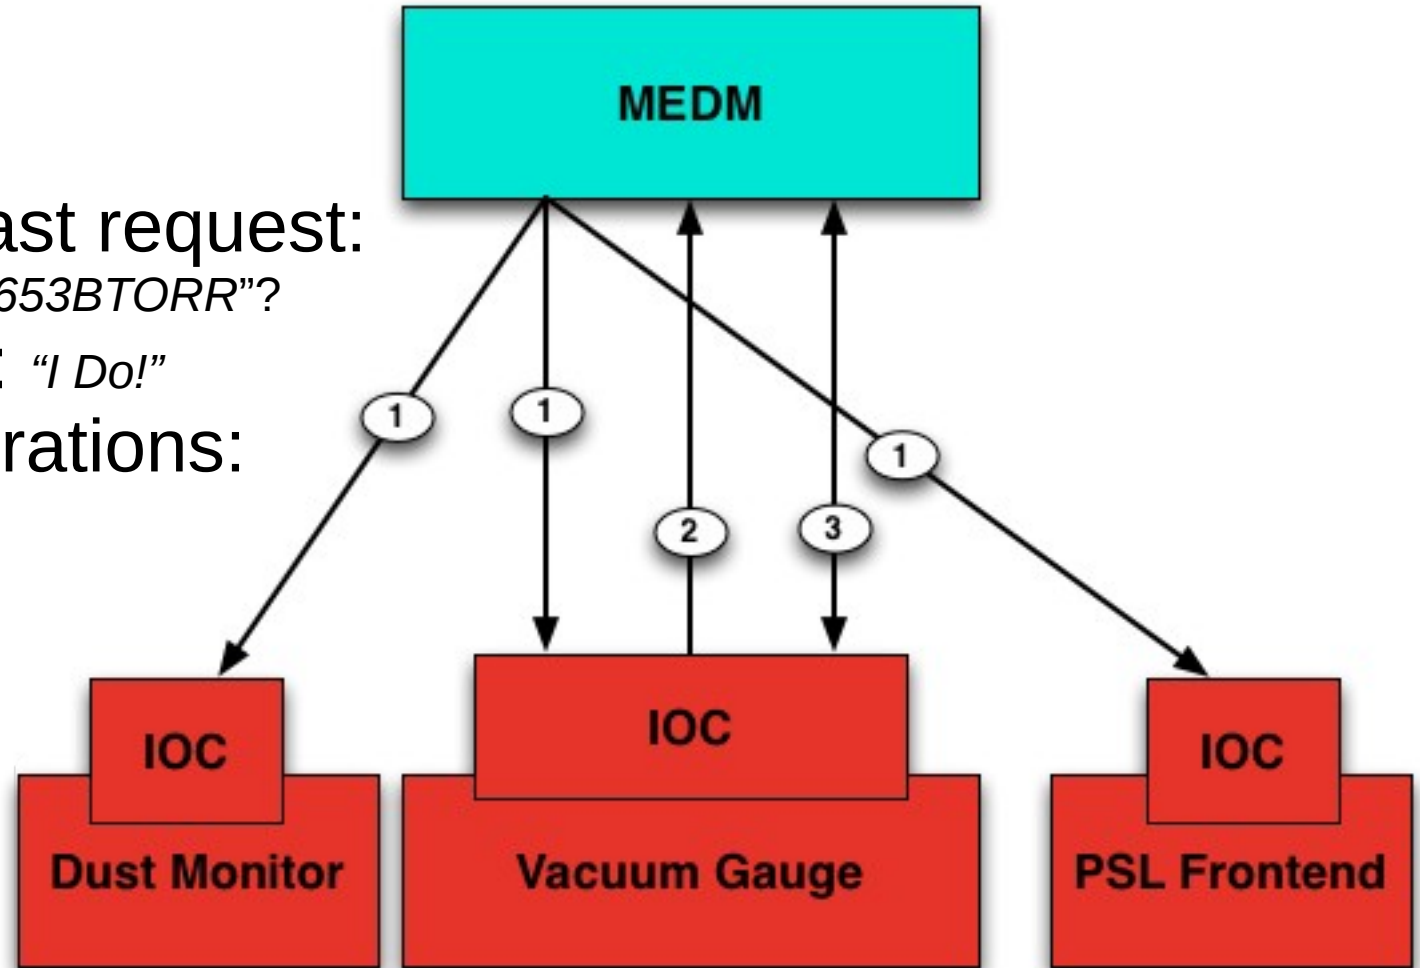 MEDM
ast request:
653BTORR”?
: “I Do!”
rations:
1
1
1
2
3
IOC
IOC
IOC
Dust Monitor
Vacuum Gauge
PSL Frontend